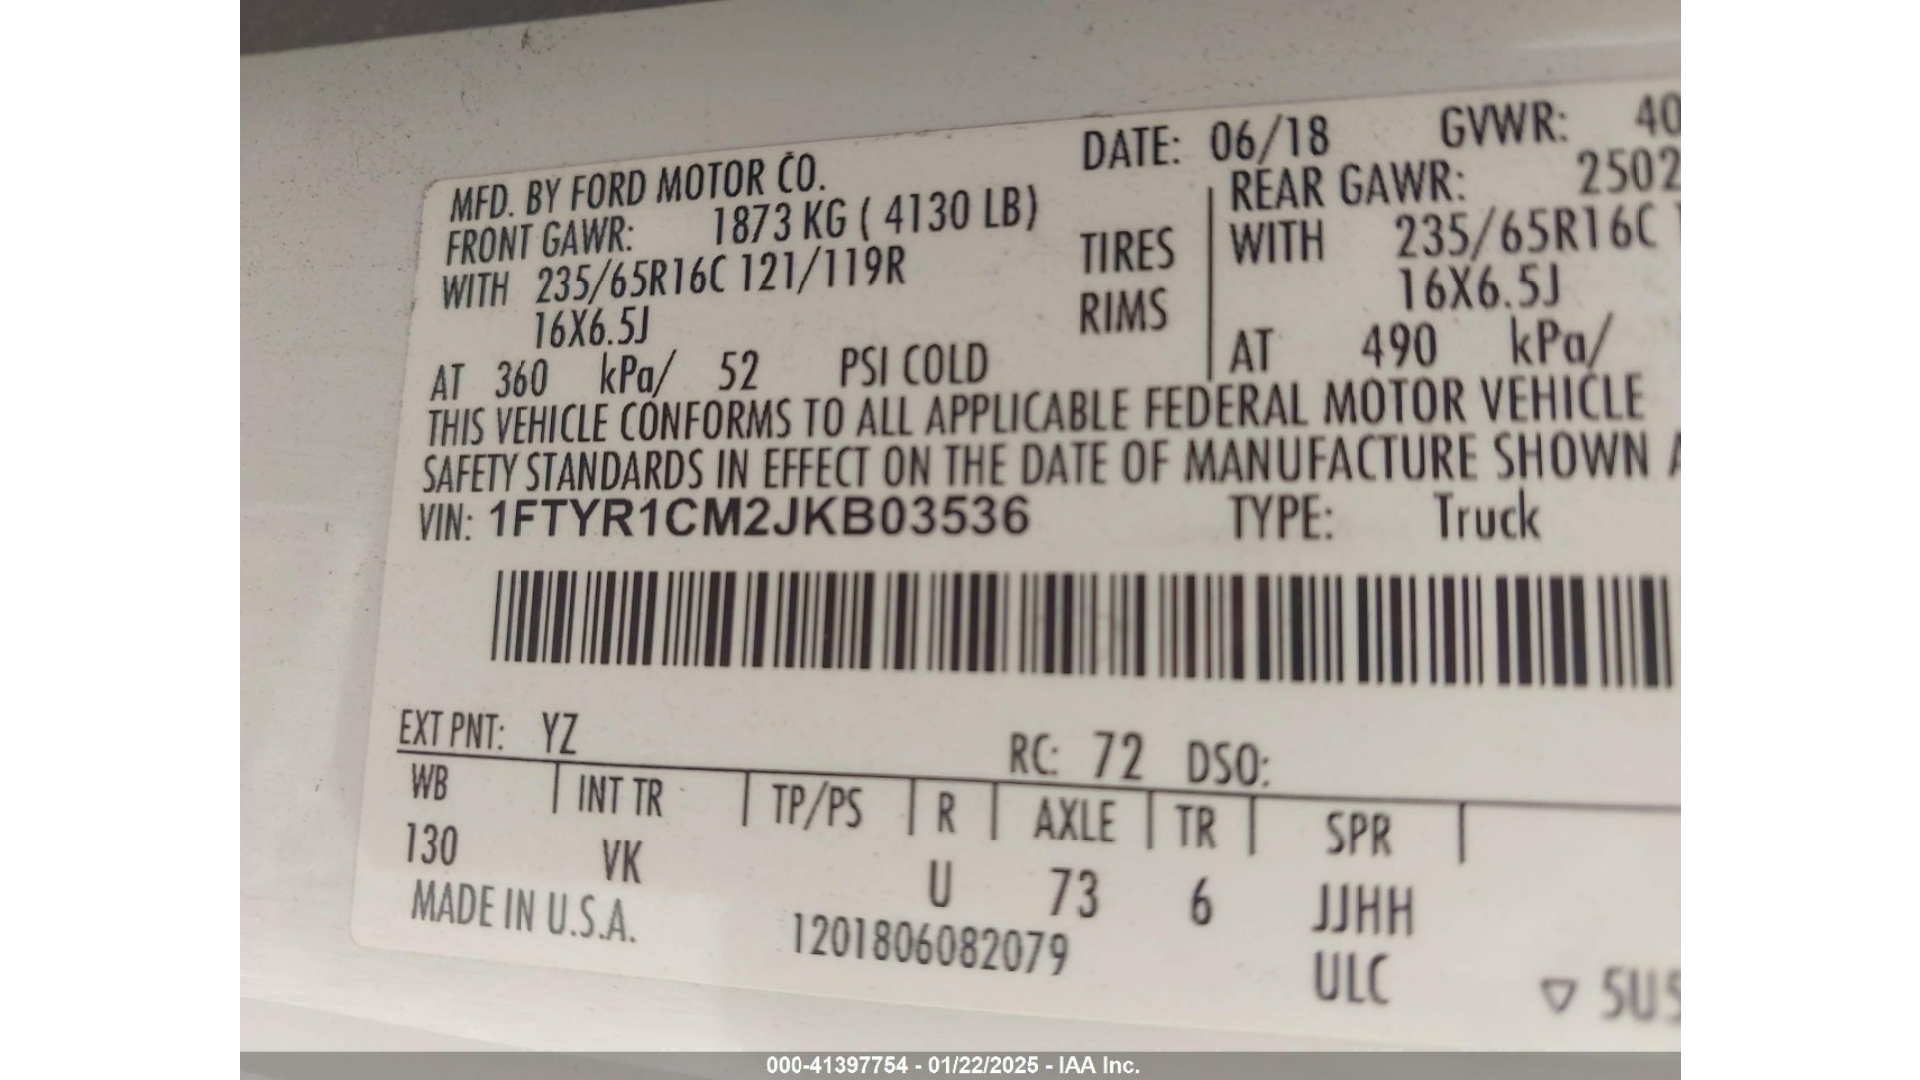 MFD. BY FORD MOTOR CO. DATE: 06/18 GVWR: 40
FRONT GAWR: 1873 KG ( 4130 LB) REAR GAWR: 2502
WITH 235/65R16C 121/119R TIRES WITH 235/65R16C
16X6.5J RIMS 16X6.5J
AT 360 kPa/ 52 PSI COLD AT 490 kPa/
THIS VEHICLE CONFORMS TO ALL APPLICABLE FEDERAL MOTOR VEHICLE
SAFETY STANDARDS IN EFFECT ON THE DATE OF MANUFACTURE SHOWN
VIN: 1FTYR1CM2JKB03536 TYPE: Truck
EXT PNT: YZ RC: 72 DSO:
WB INT TR TP/PS R AXLE TR SPR
130 VK U 73 6 JJHH
MADE IN U.S.A. 1201806082079 ULC
▽ 5U5
000-41397754 - 01/22/2025 - IAA Inc.